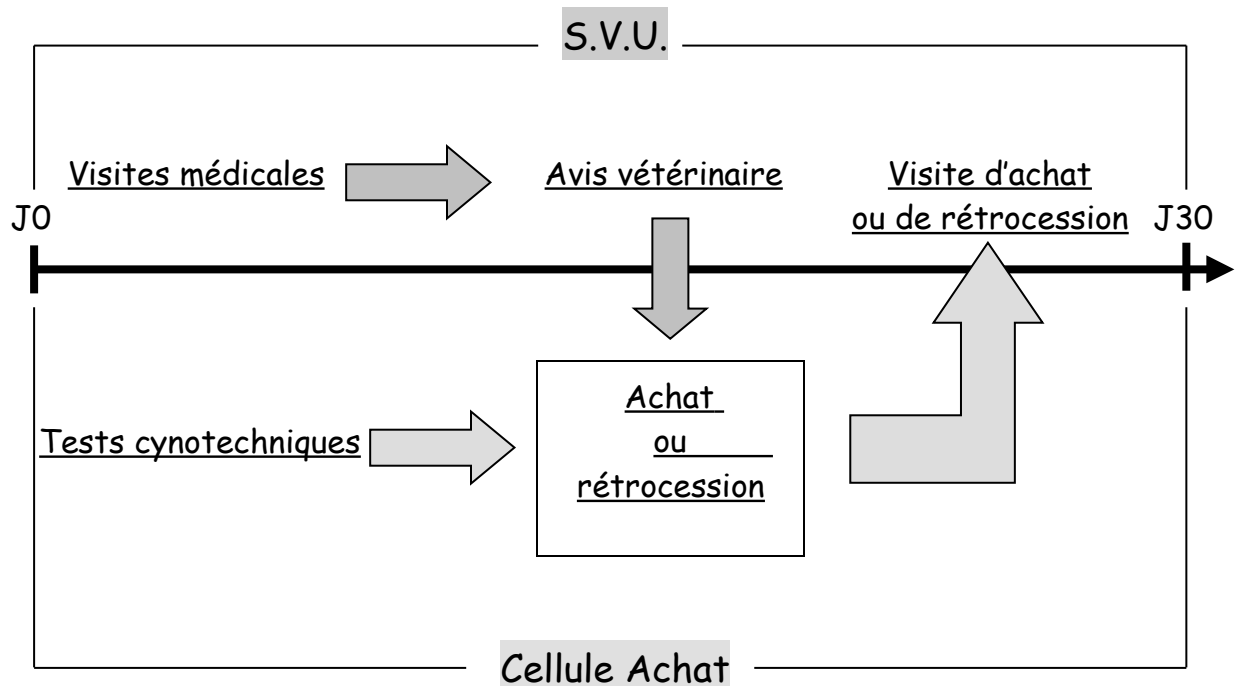 S.V.U.
Visites médicales
Avis vétérinaire
Visite d'achat
ou de rétrocession
J0
J30
Tests cynotechniques
Achat
ou
rétrocession
Cellule Achat